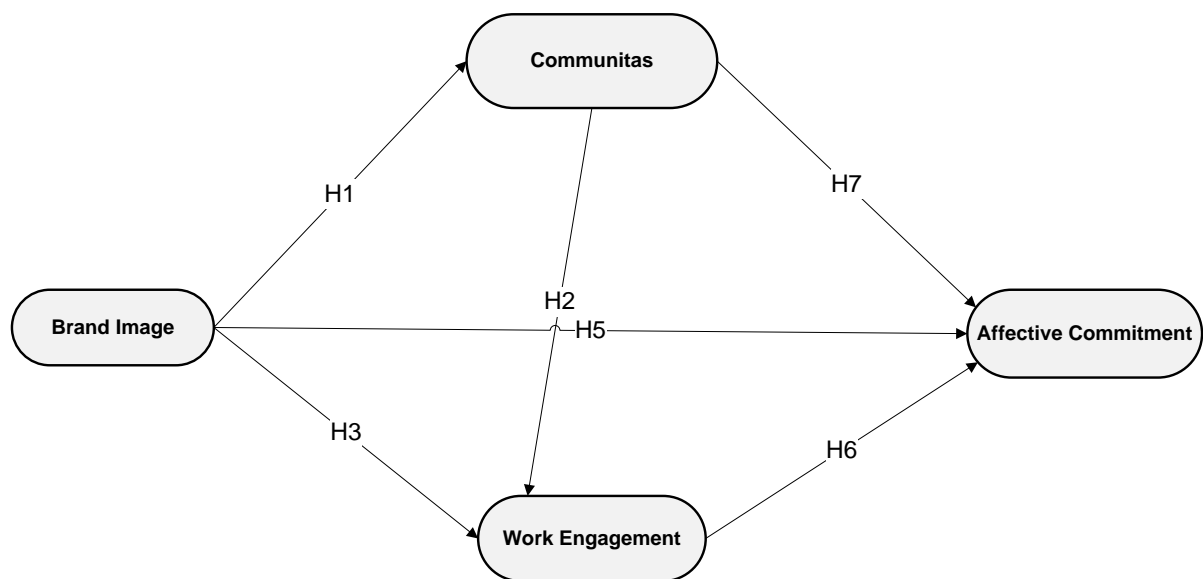 Communitas
H1
H7
H2
Brand Image
H5
Affective Commitment
H3
H6
Work Engagement